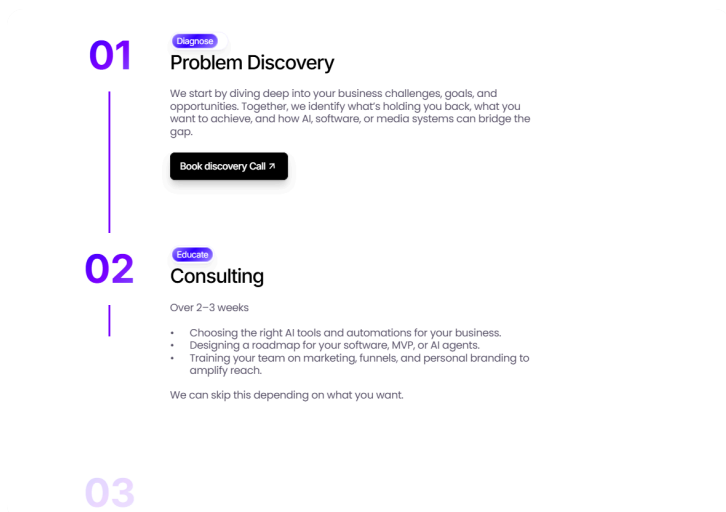 01
Diagnose
Problem Discovery
We start by diving deep into your business challenges, goals, and
opportunities. Together, we identify what's holding you back, what you
want to achieve, and how AI, software, or media systems can bridge the
gap.
Book discovery Call ↗
02
Educate
Consulting
Over 2–3 weeks
• Choosing the right AI tools and automations for your business.
• Designing a roadmap for your software, MVP, or AI agents.
• Training your team on marketing, funnels, and personal branding to
amplify reach.
We can skip this depending on what you want.
03